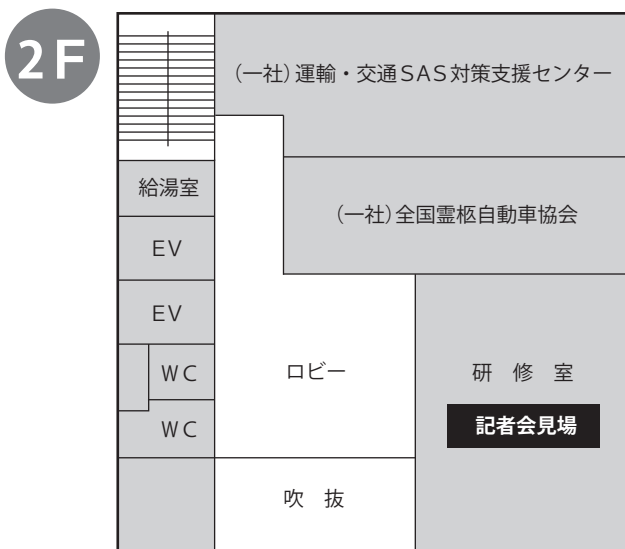 2F
(一社)運輸・交通SAS対策支援センター
給湯室
(一社)全国霊柩自動車協会
EV
EV
WC
ロビー
研修室
記者会見場
WC
吹抜